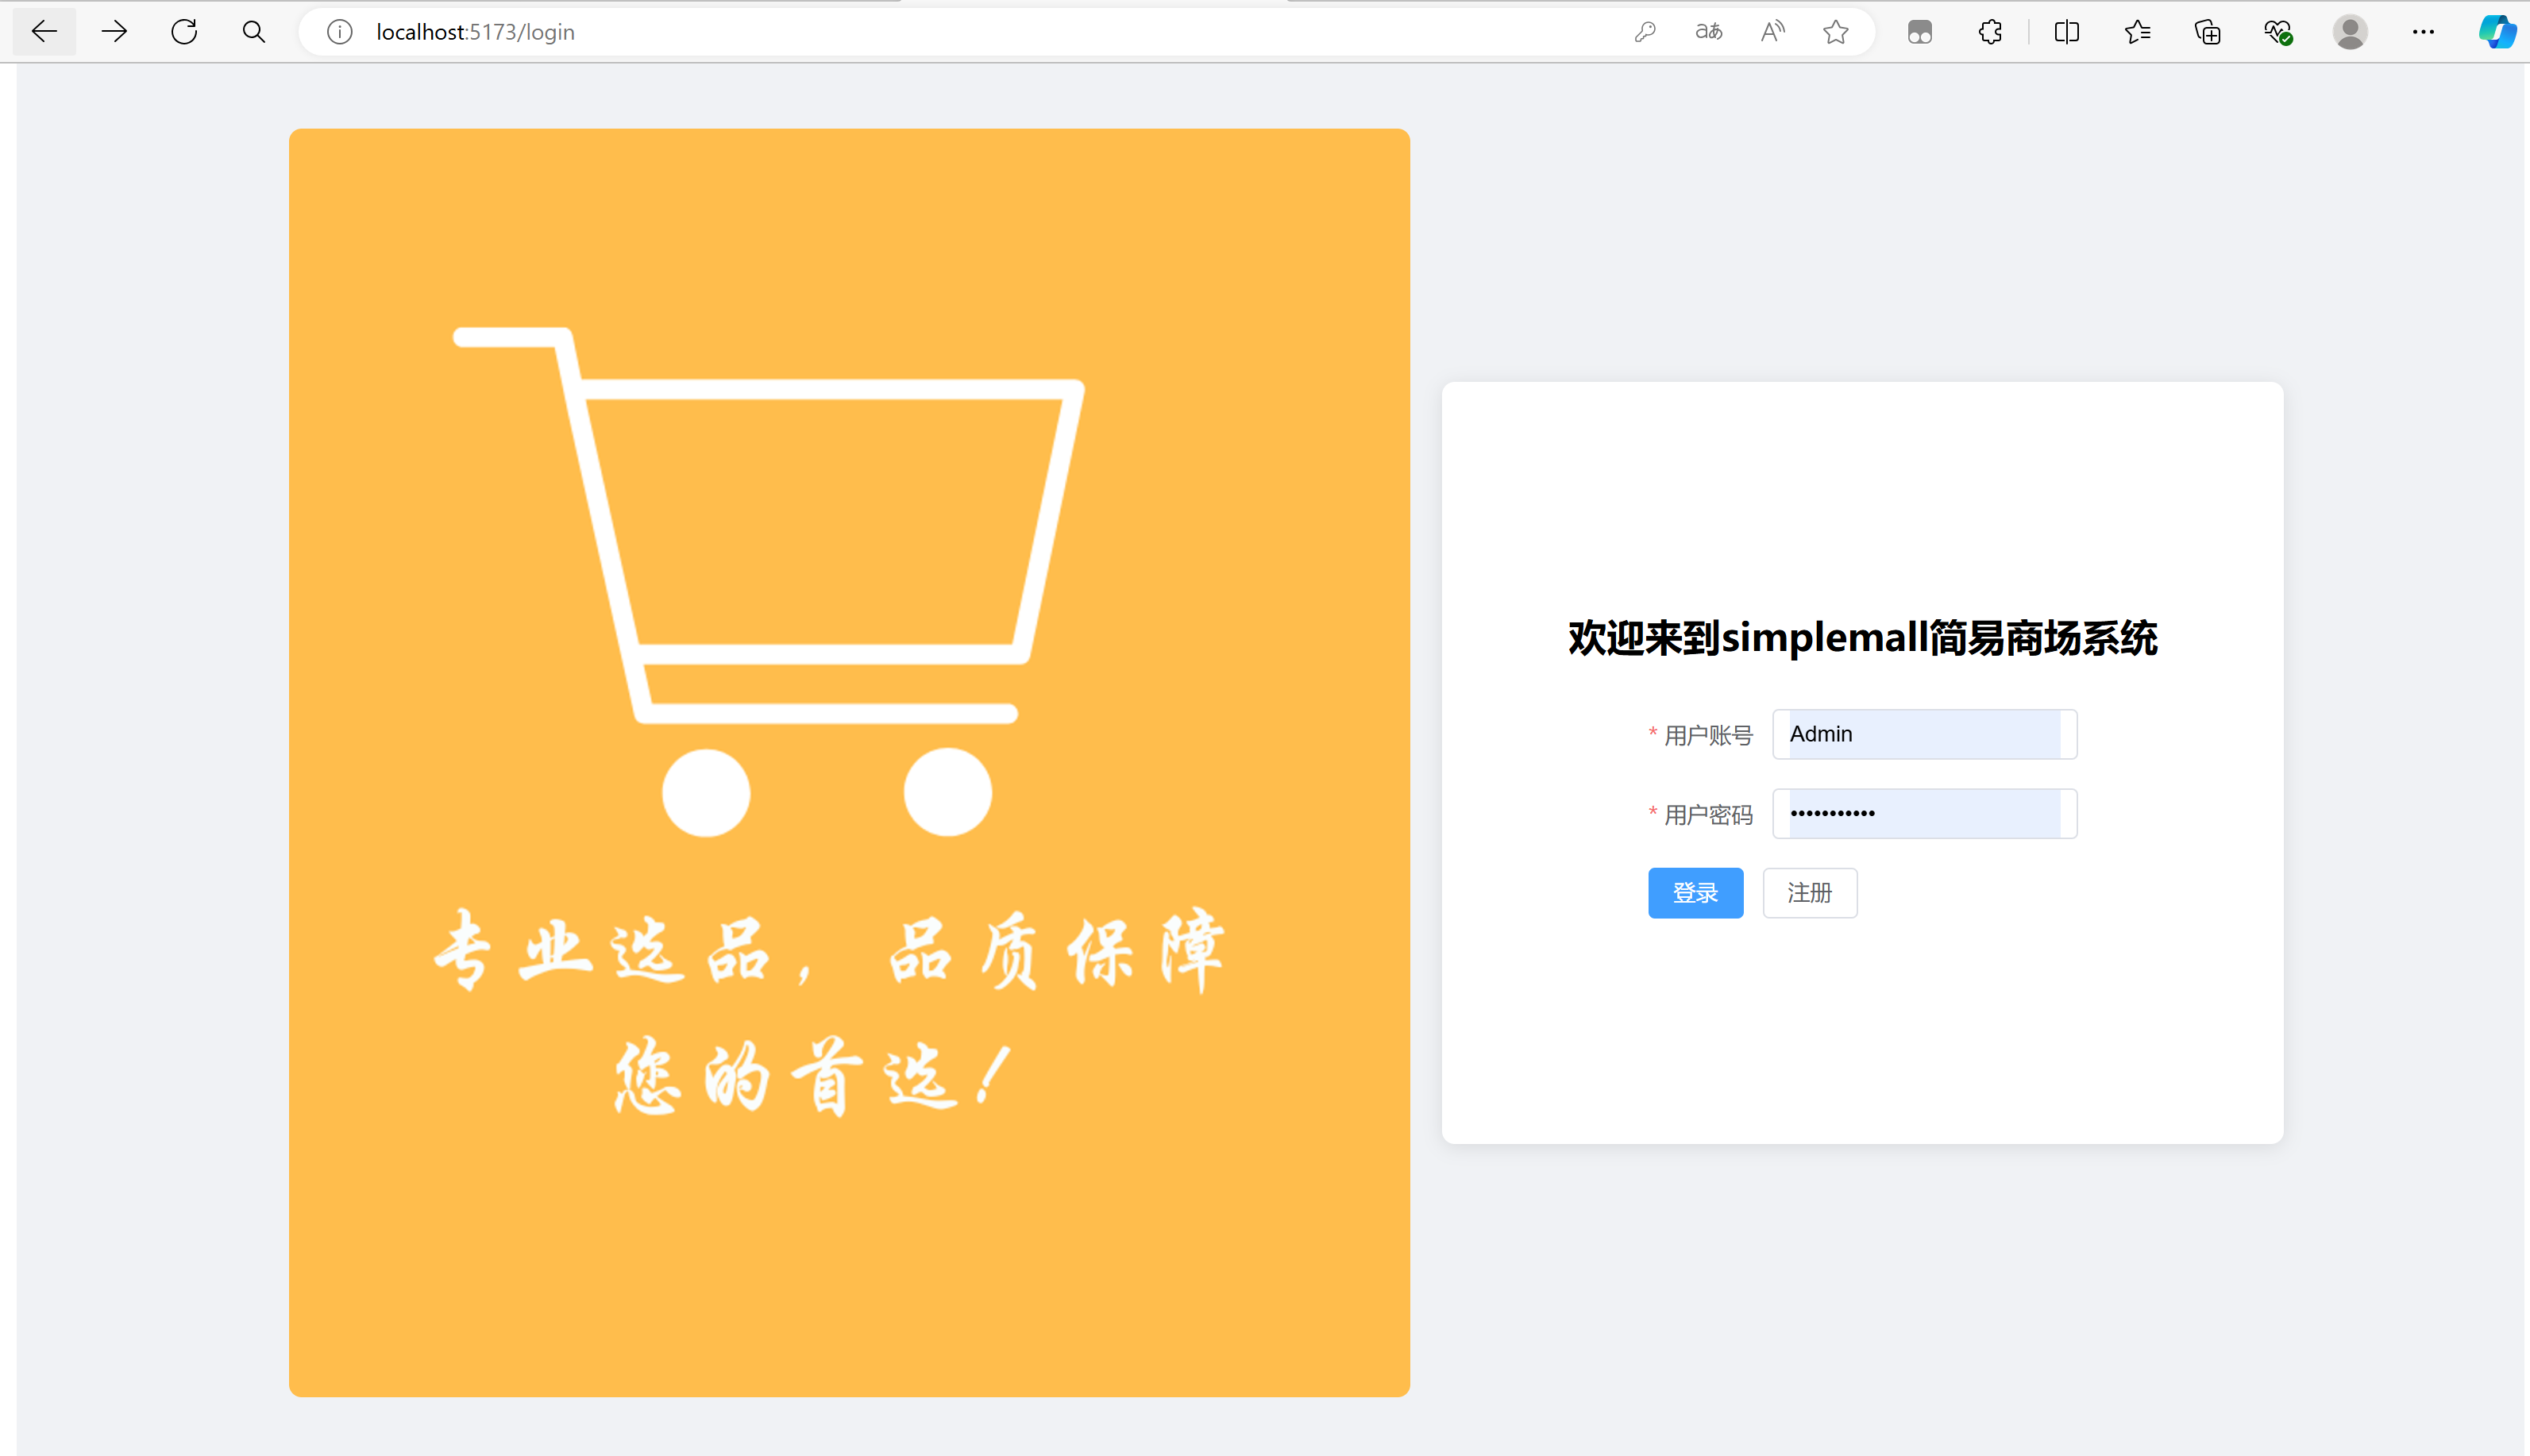 localhost:5173/login
专业选品，品质保障
您的首选！
欢迎来到simplemall简易商场系统
* 用户账号 Admin
* 用户密码 •••••••••••
登录 注册